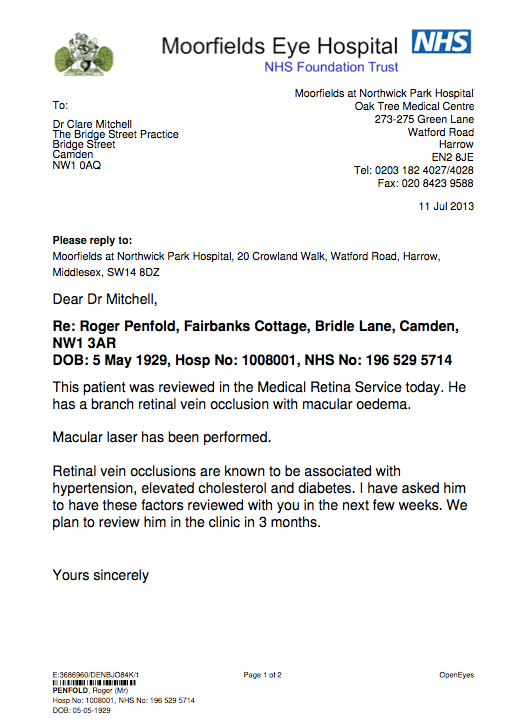 Moorfields Eye Hospital NHS
NHS Foundation Trust
Moorfields at Northwick Park Hospital
Oak Tree Medical Centre
273-275 Green Lane
Watford Road
Harrow
EN2 8JE
Tel: 0203 182 4027/4028
Fax: 020 8423 9588
To:
Dr Clare Mitchell
The Bridge Street Practice
Bridge Street
Camden
NW1 0AQ
11 Jul 2013
Please reply to:
Moorfields at Northwick Park Hospital, 20 Crowland Walk, Watford Road, Harrow,
Middlesex, SW14 8DZ
Dear Dr Mitchell,
Re: Roger Penfold, Fairbanks Cottage, Bridle Lane, Camden,
NW1 3AR
DOB: 5 May 1929, Hosp No: 1008001, NHS No: 196 529 5714
This patient was reviewed in the Medical Retina Service today. He
has a branch retinal vein occlusion with macular oedema.
Macular laser has been performed.
Retinal vein occlusions are known to be associated with
hypertension, elevated cholesterol and diabetes. I have asked him
to have these factors reviewed with you in the next few weeks. We
plan to review him in the clinic in 3 months.
Yours sincerely
E:3686960/DENBJO84K/1
Page 1 of 2
OpenEyes
PENFOLD, Roger (Mr)
Hosp No: 1008001, NHS No: 196 529 5714
DOB: 05-05-1929